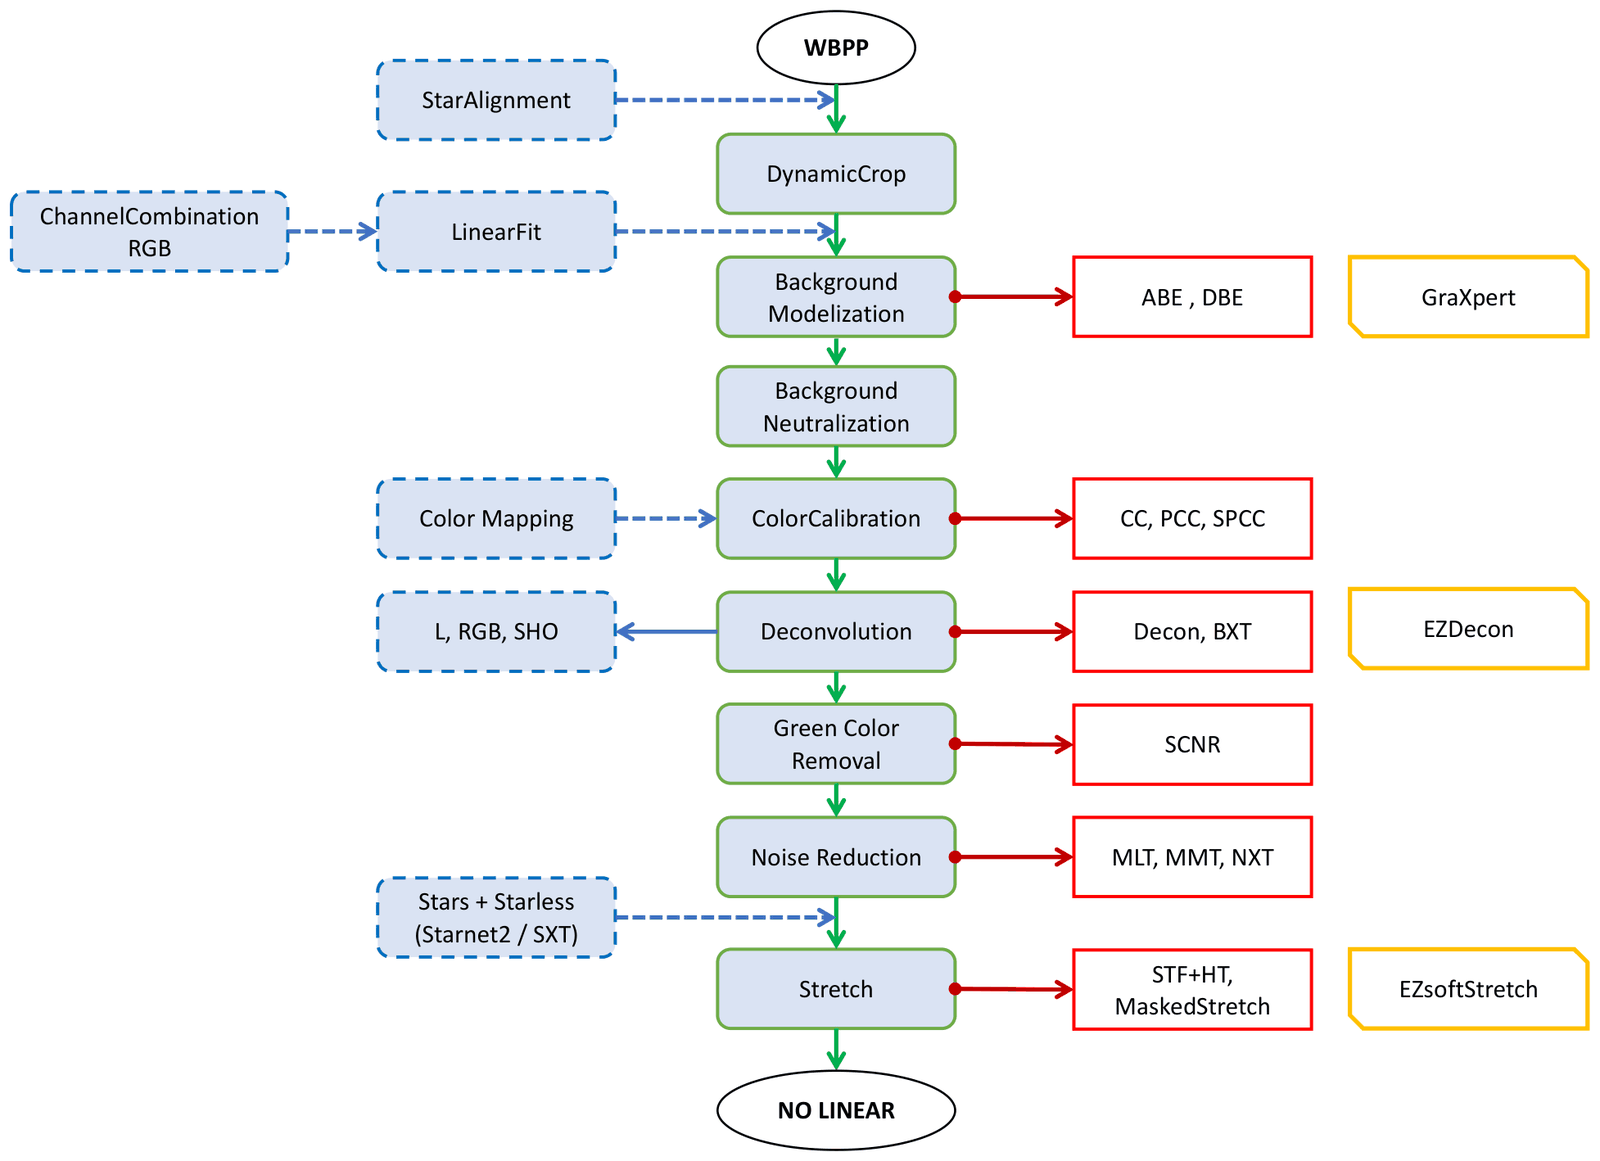 WBPP
StarAlignment
DynamicCrop
ChannelCombination
RGB
LinearFit
Background
Modelization
ABE , DBE
GraXpert
Background
Neutralization
Color Mapping
ColorCalibration
CC, PCC, SPCC
L, RGB, SHO
Deconvolution
Decon, BXT
EZDecon
Green Color
Removal
SCNR
Noise Reduction
MLT, MMT, NXT
Stars + Starless
(Starnet2 / SXT)
Stretch
STF+HT,
MaskedStretch
EZsoftStretch
NO LINEAR